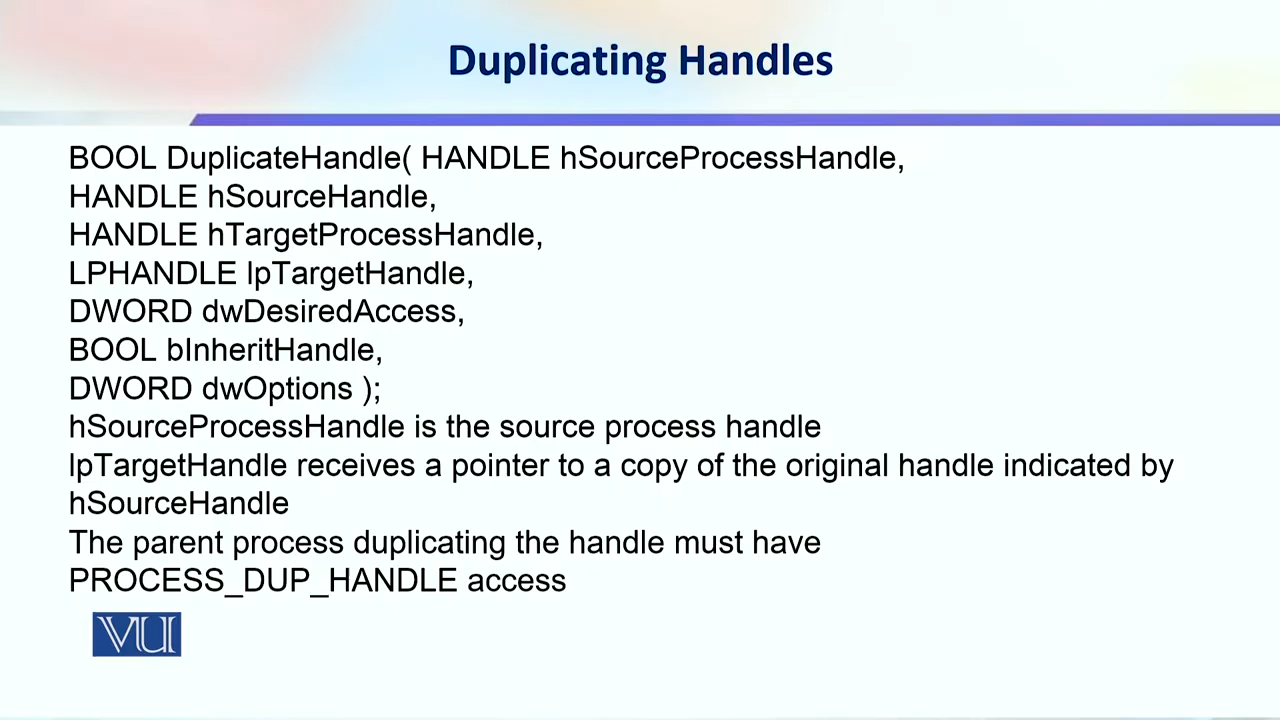 Duplicating Handles
BOOL DuplicateHandle( HANDLE hSourceProcessHandle,
HANDLE hSourceHandle,
HANDLE hTargetProcessHandle,
LPHANDLE lpTargetHandle,
DWORD dwDesiredAccess,
BOOL bInheritHandle,
DWORD dwOptions );
hSourceProcessHandle is the source process handle
lpTargetHandle receives a pointer to a copy of the original handle indicated by
hSourceHandle
The parent process duplicating the handle must have
PROCESS_DUP_HANDLE access
VU